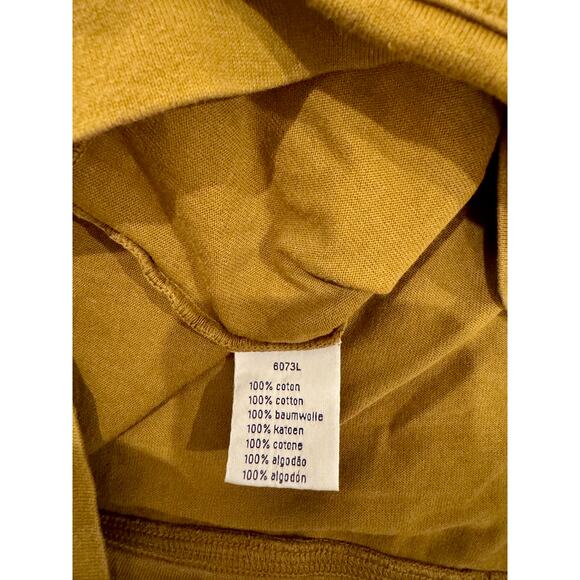 6073L
100% coton
100% cotton
100% baumwolle
100% katoen
100% cotone
100% algodão
100% algodón